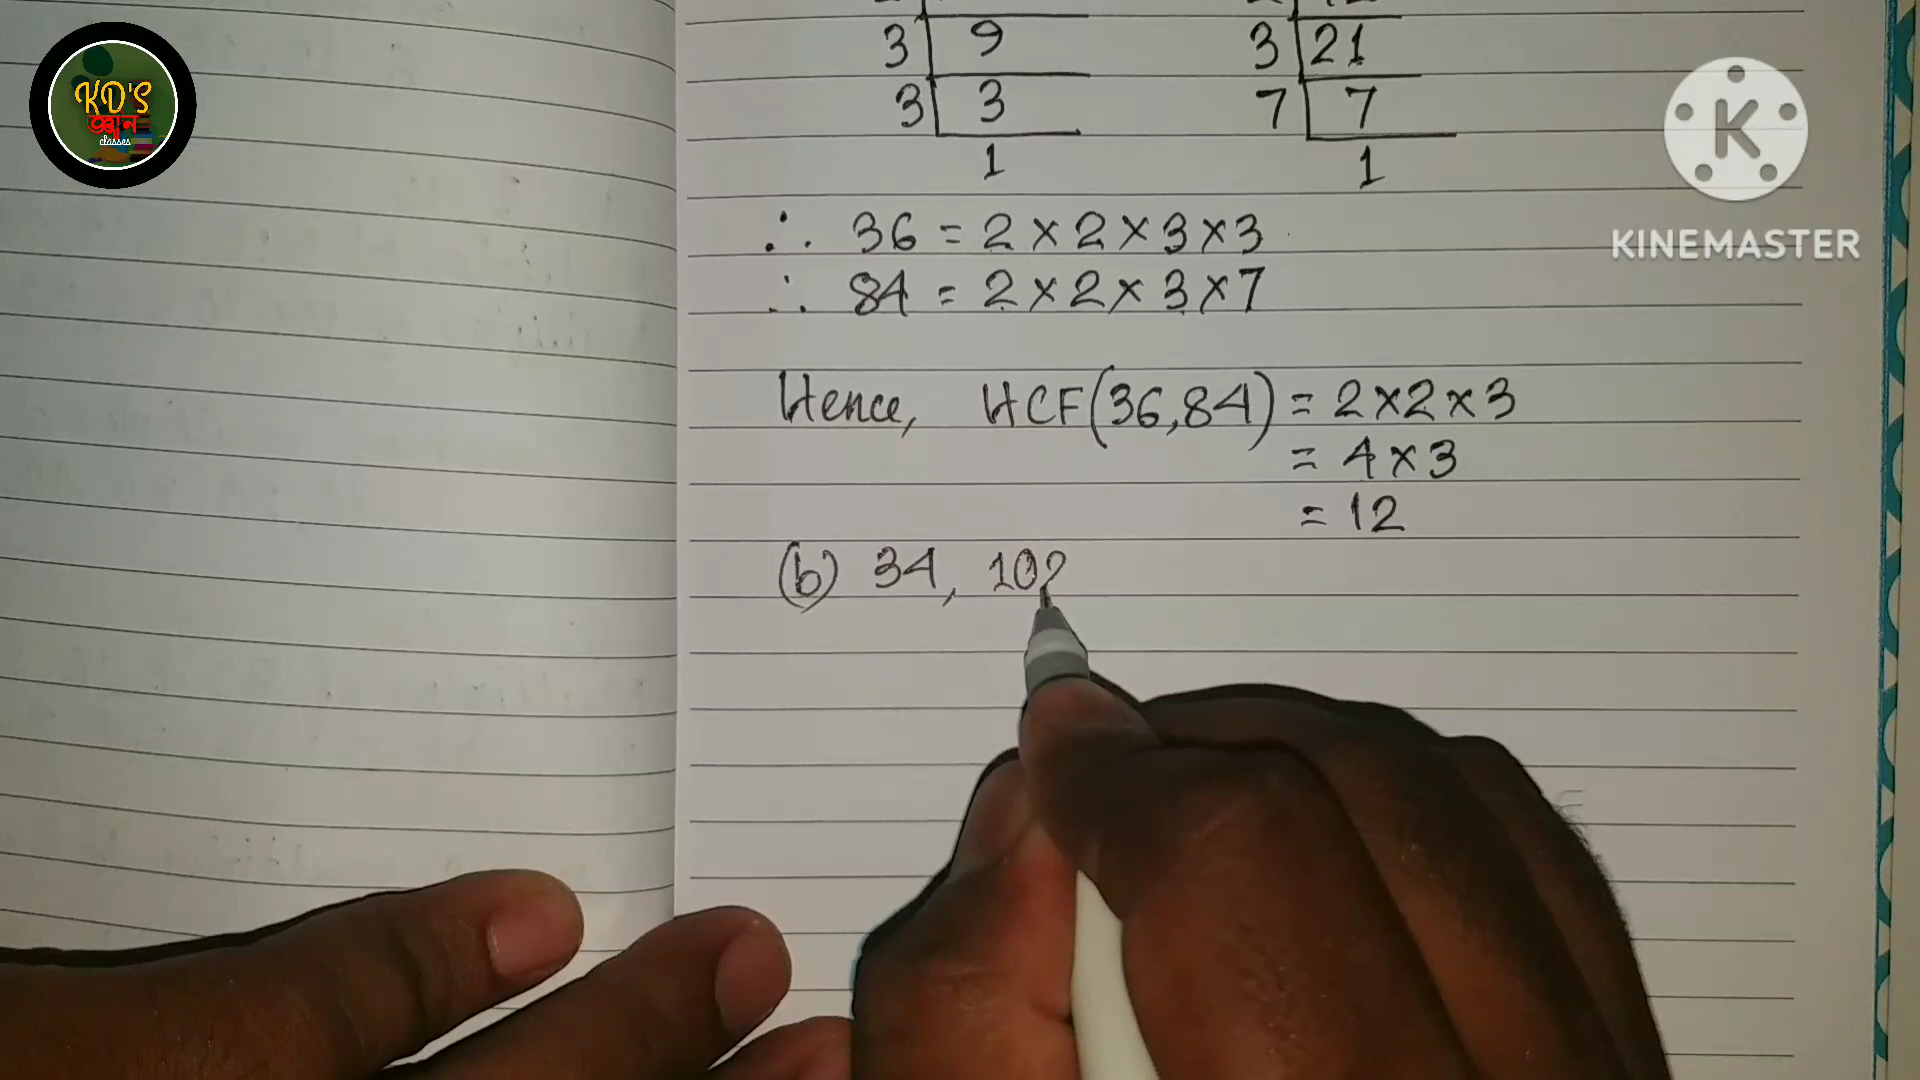 KD'S
জ্ঞান
classes
3 9 3 21
3 3 7 7
1 1
KINEMASTER
∴ 36 = 2 × 2 × 3 × 3
∴ 84 = 2 × 2 × 3 × 7
Hence, HCF(36,84) = 2 × 2 × 3
= 4 × 3
= 12
(b) 34, 102